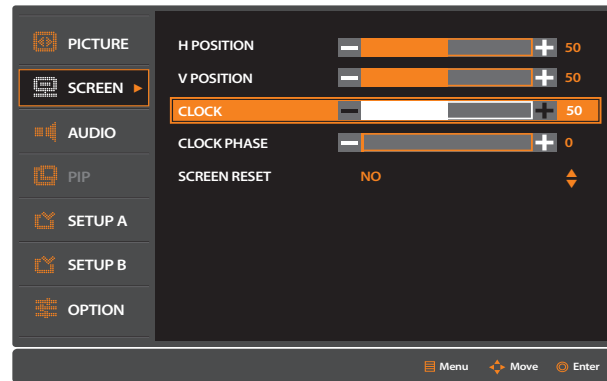 PICTURE
SCREEN
AUDIO
PIP
SETUP A
SETUP B
OPTION
H POSITION 50
V POSITION 50
CLOCK 50
CLOCK PHASE 0
SCREEN RESET NO
Menu Move Enter